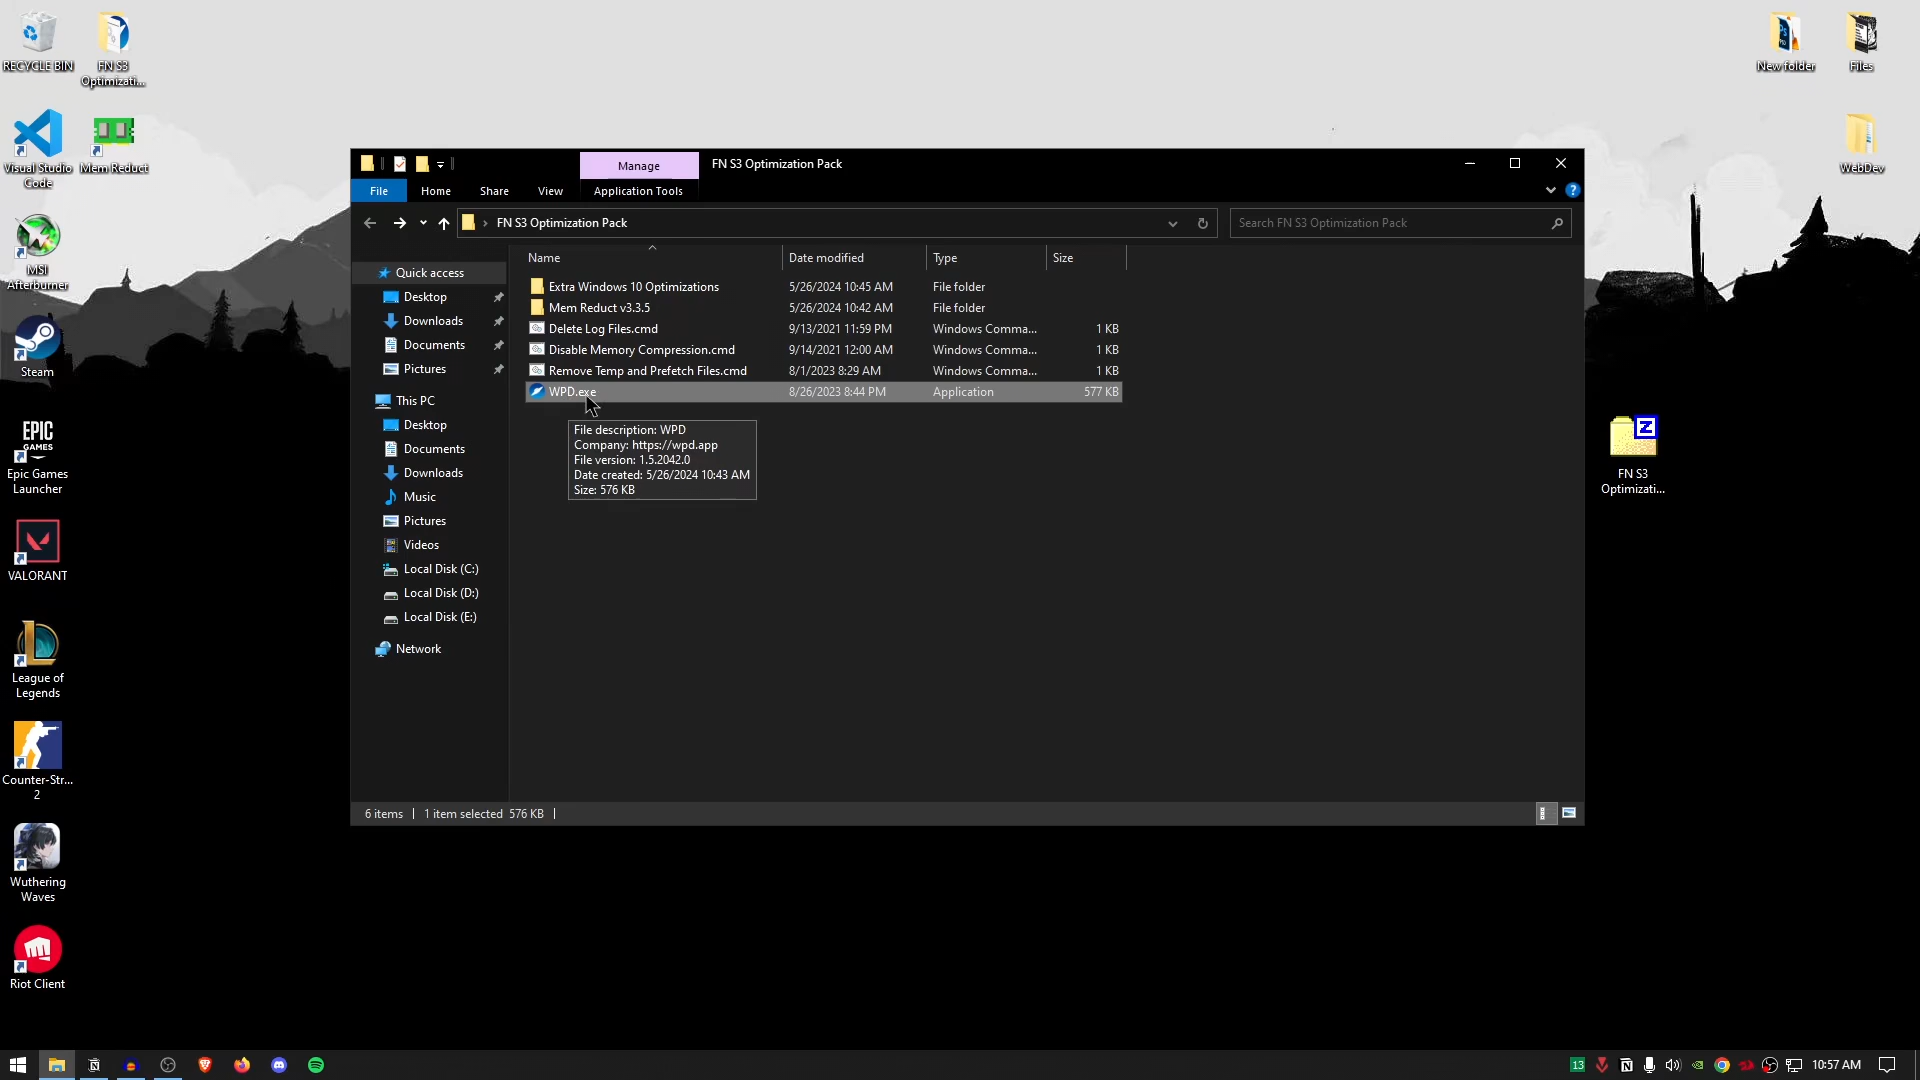 RECYCLE BIN
FN S3
Optimizati...
Visual Studio
Code
Mem Reduct
MSI
Afterburner
Steam
EPIC
GAMES
Epic Games
Launcher
VALORANT
League of
Legends
Counter-Str...
2
Wuthering
Waves
Riot Client
New folder
Files
WebDev
Z
FN S3
Optimizati...
Manage
FN S3 Optimization Pack
File
Home
Share
View
Application Tools
?
FN S3 Optimization Pack
Search FN S3 Optimization Pack
Quick access
Desktop
Downloads
Documents
Pictures
This PC
Desktop
Documents
Downloads
Music
Pictures
Videos
Local Disk (C:)
Local Disk (D:)
Local Disk (E:)
Network
Name Date modified Type Size
Extra Windows 10 Optimizations 5/26/2024 10:45 AM File folder
Mem Reduct v3.3.5 5/26/2024 10:42 AM File folder
Delete Log Files.cmd 9/13/2021 11:59 PM Windows Comma... 1 KB
Disable Memory Compression.cmd 9/14/2021 12:00 AM Windows Comma... 1 KB
Remove Temp and Prefetch Files.cmd 8/1/2023 8:29 AM Windows Comma... 1 KB
WPD.exe 8/26/2023 8:44 PM Application 577 KB
File description: WPD
Company: https://wpd.app
File version: 1.5.2042.0
Date created: 5/26/2024 10:43 AM
Size: 576 KB
6 items 1 item selected 576 KB
13
10:57 AM